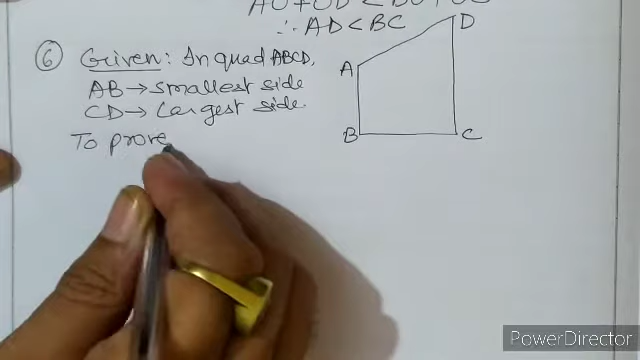 ∴ AD < BC
⑥ Given: In quad ABCD,
AB → smallest side
CD → largest side.
To prove
A
B
C
D
PowerDirector